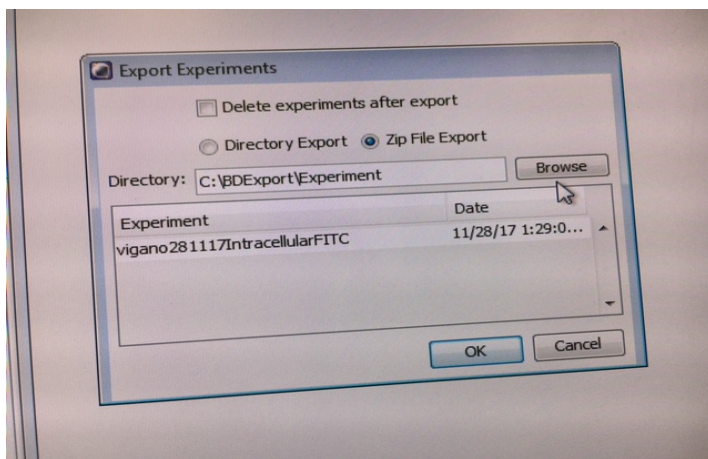 Export Experiments
Delete experiments after export
Directory Export Zip File Export
Directory: C:\BDExport\Experiment Browse
Experiment Date
vigano281117IntracellularFITC 11/28/17 1:29:0...
OK Cancel